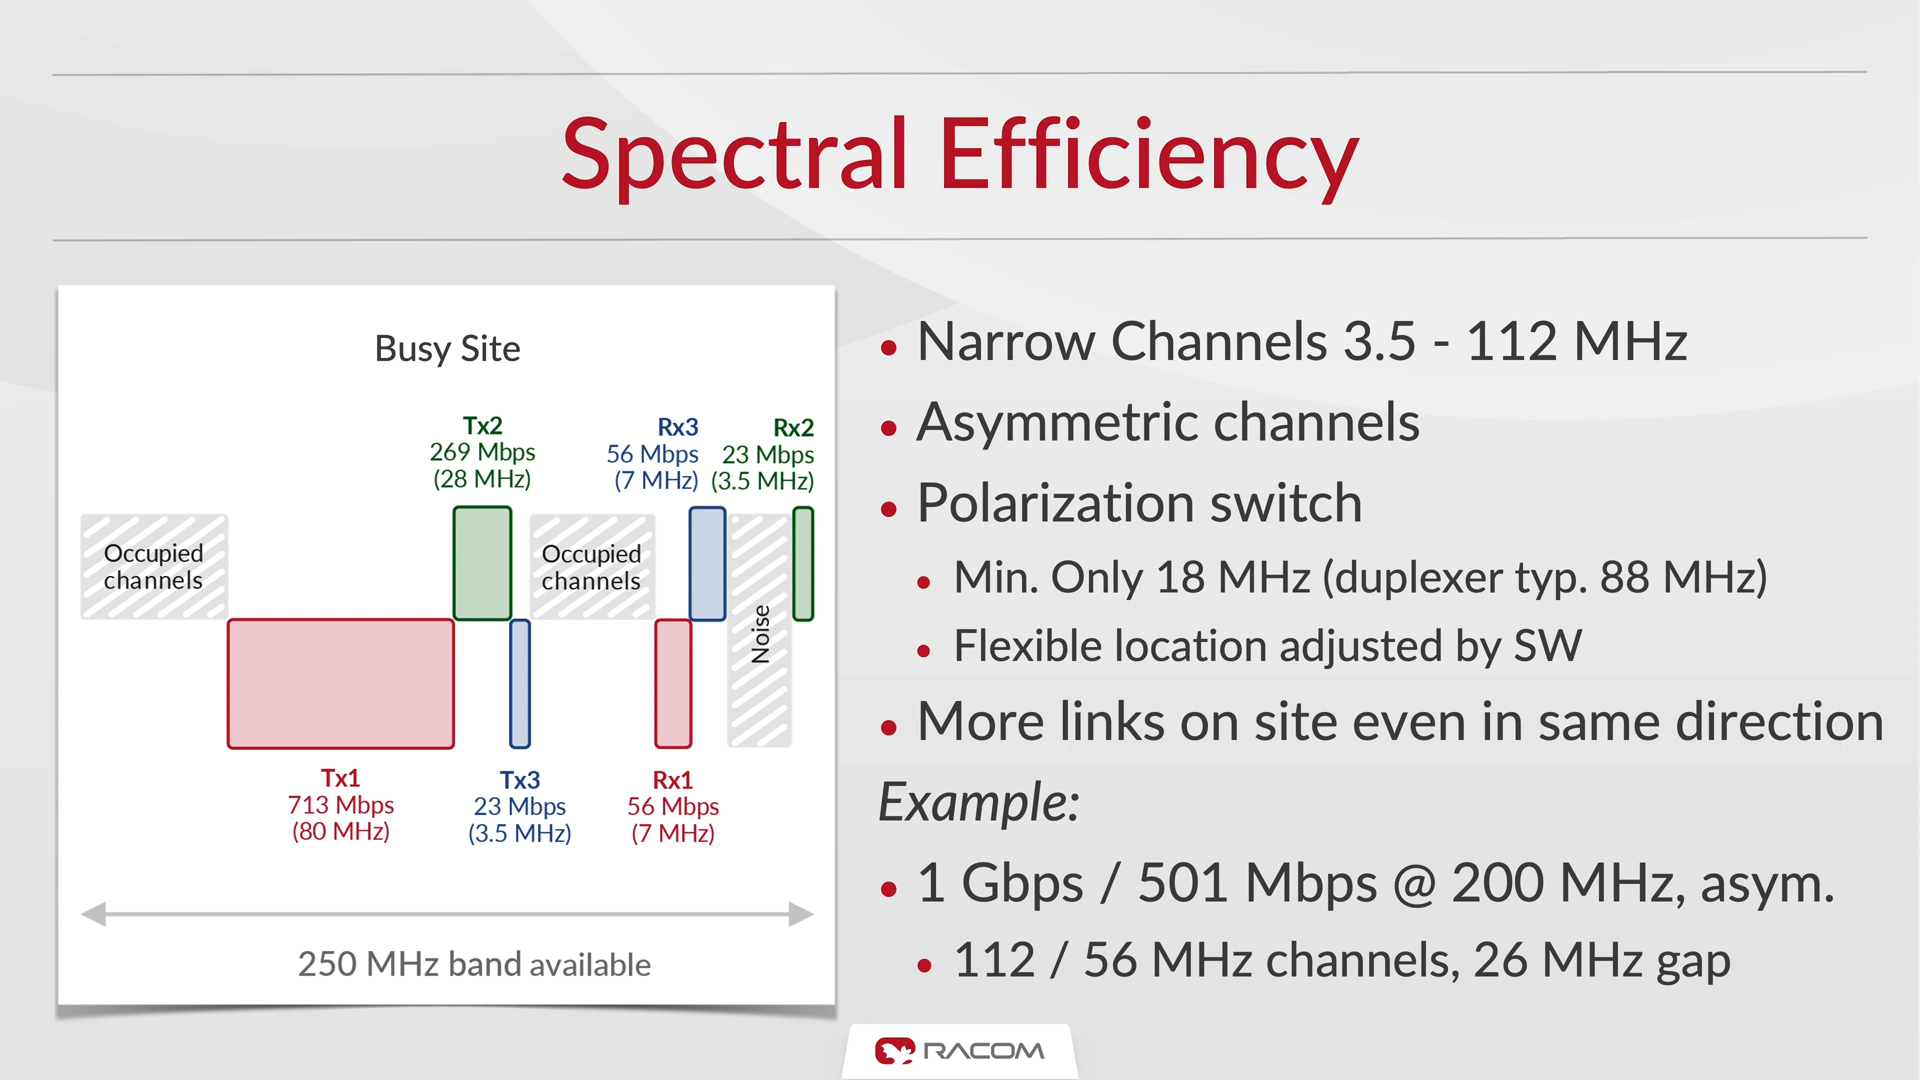 Spectral Efficiency
Busy Site
Tx2
269 Mbps
(28 MHz)
Rx3
56 Mbps
(7 MHz)
Rx2
23 Mbps
(3.5 MHz)
Occupied
channels
Occupied
channels
Noise
Tx1
713 Mbps
(80 MHz)
Tx3
23 Mbps
(3.5 MHz)
Rx1
56 Mbps
(7 MHz)
250 MHz band available
• Narrow Channels 3.5 - 112 MHz
• Asymmetric channels
• Polarization switch
• Min. Only 18 MHz (duplexer typ. 88 MHz)
• Flexible location adjusted by SW
• More links on site even in same direction
Example:
• 1 Gbps / 501 Mbps @ 200 MHz, asym.
• 112 / 56 MHz channels, 26 MHz gap
RACOM